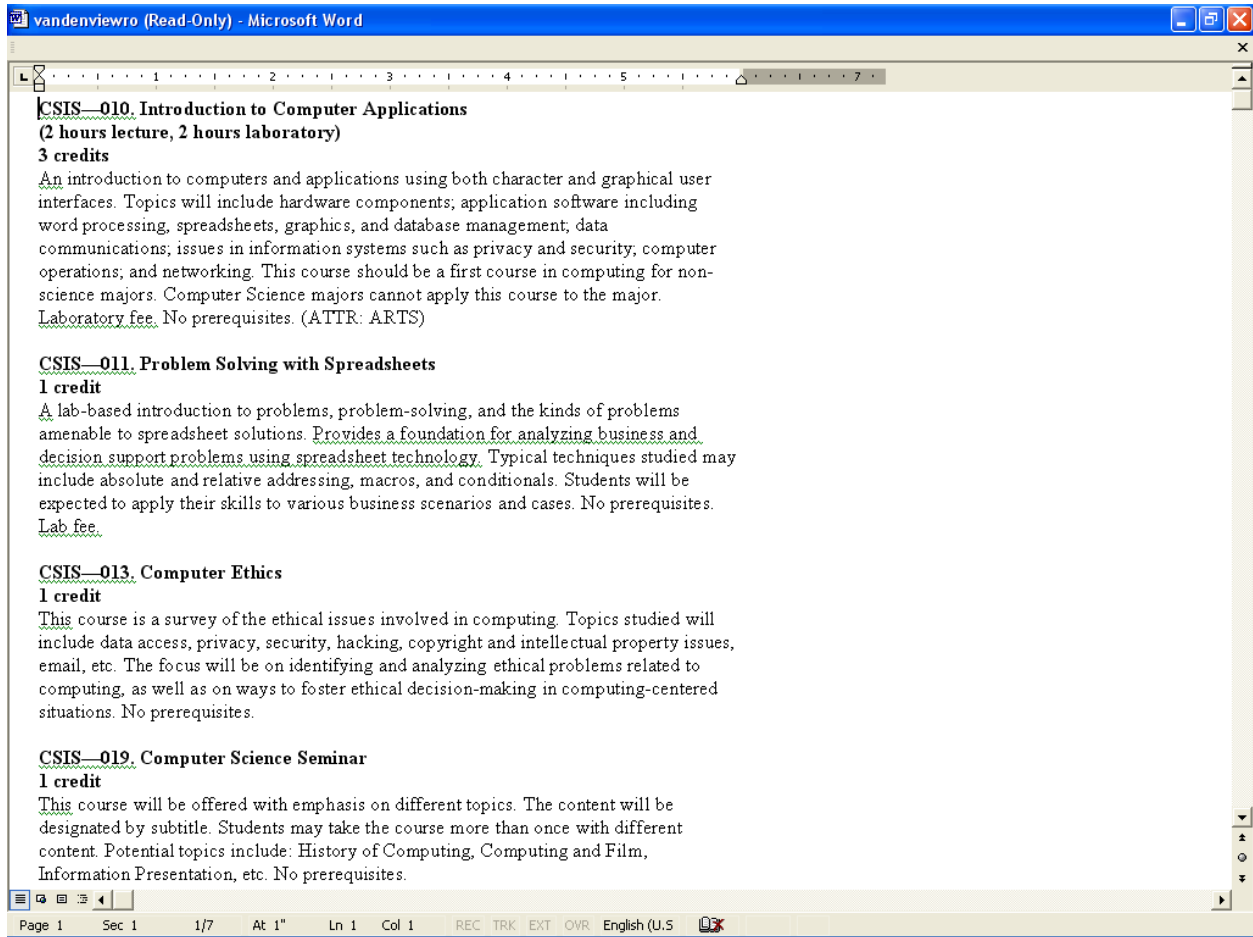 vandenviewro (Read-Only) - Microsoft Word
1 2 3 4 5 7
CSIS—010. Introduction to Computer Applications
(2 hours lecture, 2 hours laboratory)
3 credits
An introduction to computers and applications using both character and graphical user
interfaces. Topics will include hardware components; application software including
word processing, spreadsheets, graphics, and database management; data
communications; issues in information systems such as privacy and security; computer
operations; and networking. This course should be a first course in computing for non-
science majors. Computer Science majors cannot apply this course to the major.
Laboratory fee. No prerequisites. (ATTR: ARTS)
CSIS—011. Problem Solving with Spreadsheets
1 credit
A lab-based introduction to problems, problem-solving, and the kinds of problems
amenable to spreadsheet solutions. Provides a foundation for analyzing business and
decision support problems using spreadsheet technology. Typical techniques studied may
include absolute and relative addressing, macros, and conditionals. Students will be
expected to apply their skills to various business scenarios and cases. No prerequisites.
Lab fee.
CSIS—013. Computer Ethics
1 credit
This course is a survey of the ethical issues involved in computing. Topics studied will
include data access, privacy, security, hacking, copyright and intellectual property issues,
email, etc. The focus will be on identifying and analyzing ethical problems related to
computing, as well as on ways to foster ethical decision-making in computing-centered
situations. No prerequisites.
CSIS—019. Computer Science Seminar
1 credit
This course will be offered with emphasis on different topics. The content will be
designated by subtitle. Students may take the course more than once with different
content. Potential topics include: History of Computing, Computing and Film,
Information Presentation, etc. No prerequisites.
Page 1 Sec 1 1/7 At 1" Ln 1 Col 1 REC TRK EXT OVR English (U.S